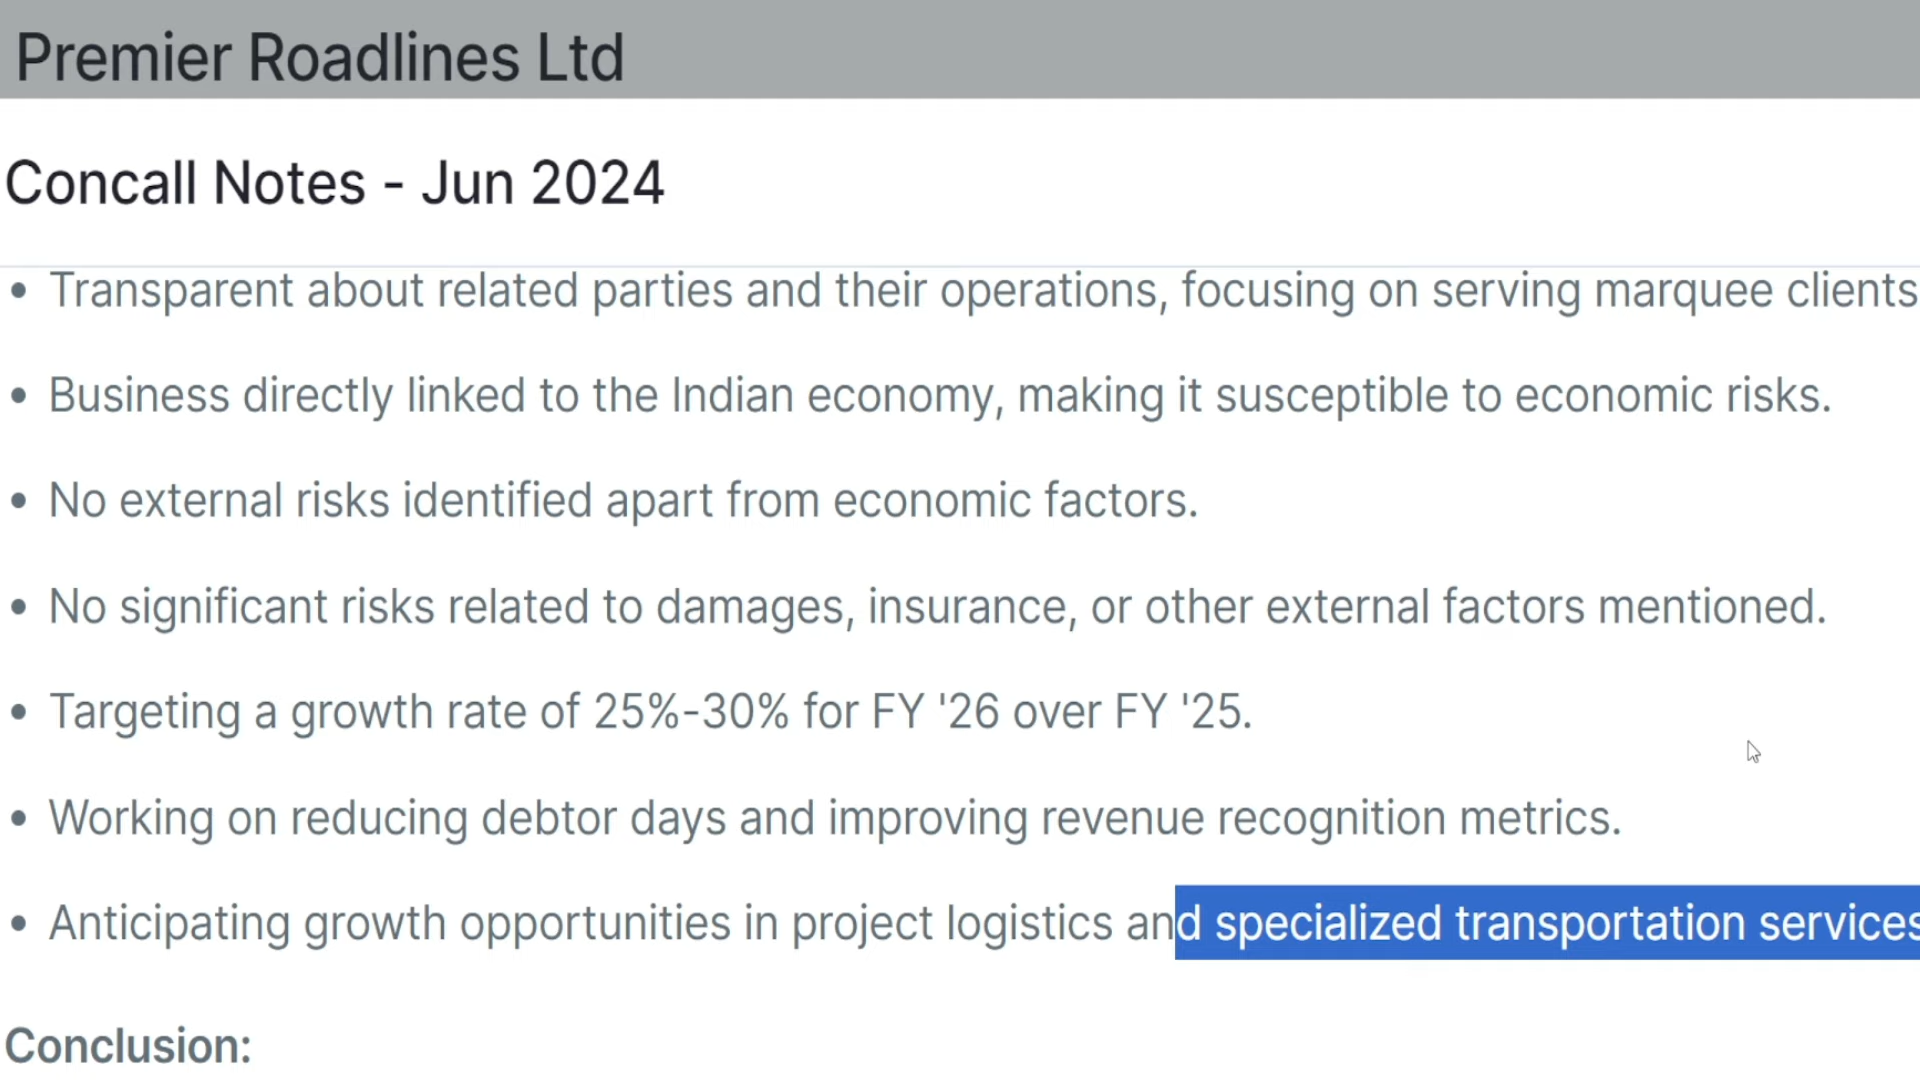 Premier Roadlines Ltd
Concall Notes - Jun 2024
• Transparent about related parties and their operations, focusing on serving marquee clients
• Business directly linked to the Indian economy, making it susceptible to economic risks.
• No external risks identified apart from economic factors.
• No significant risks related to damages, insurance, or other external factors mentioned.
• Targeting a growth rate of 25%-30% for FY '26 over FY '25.
• Working on reducing debtor days and improving revenue recognition metrics.
• Anticipating growth opportunities in project logistics and specialized transportation services
Conclusion: